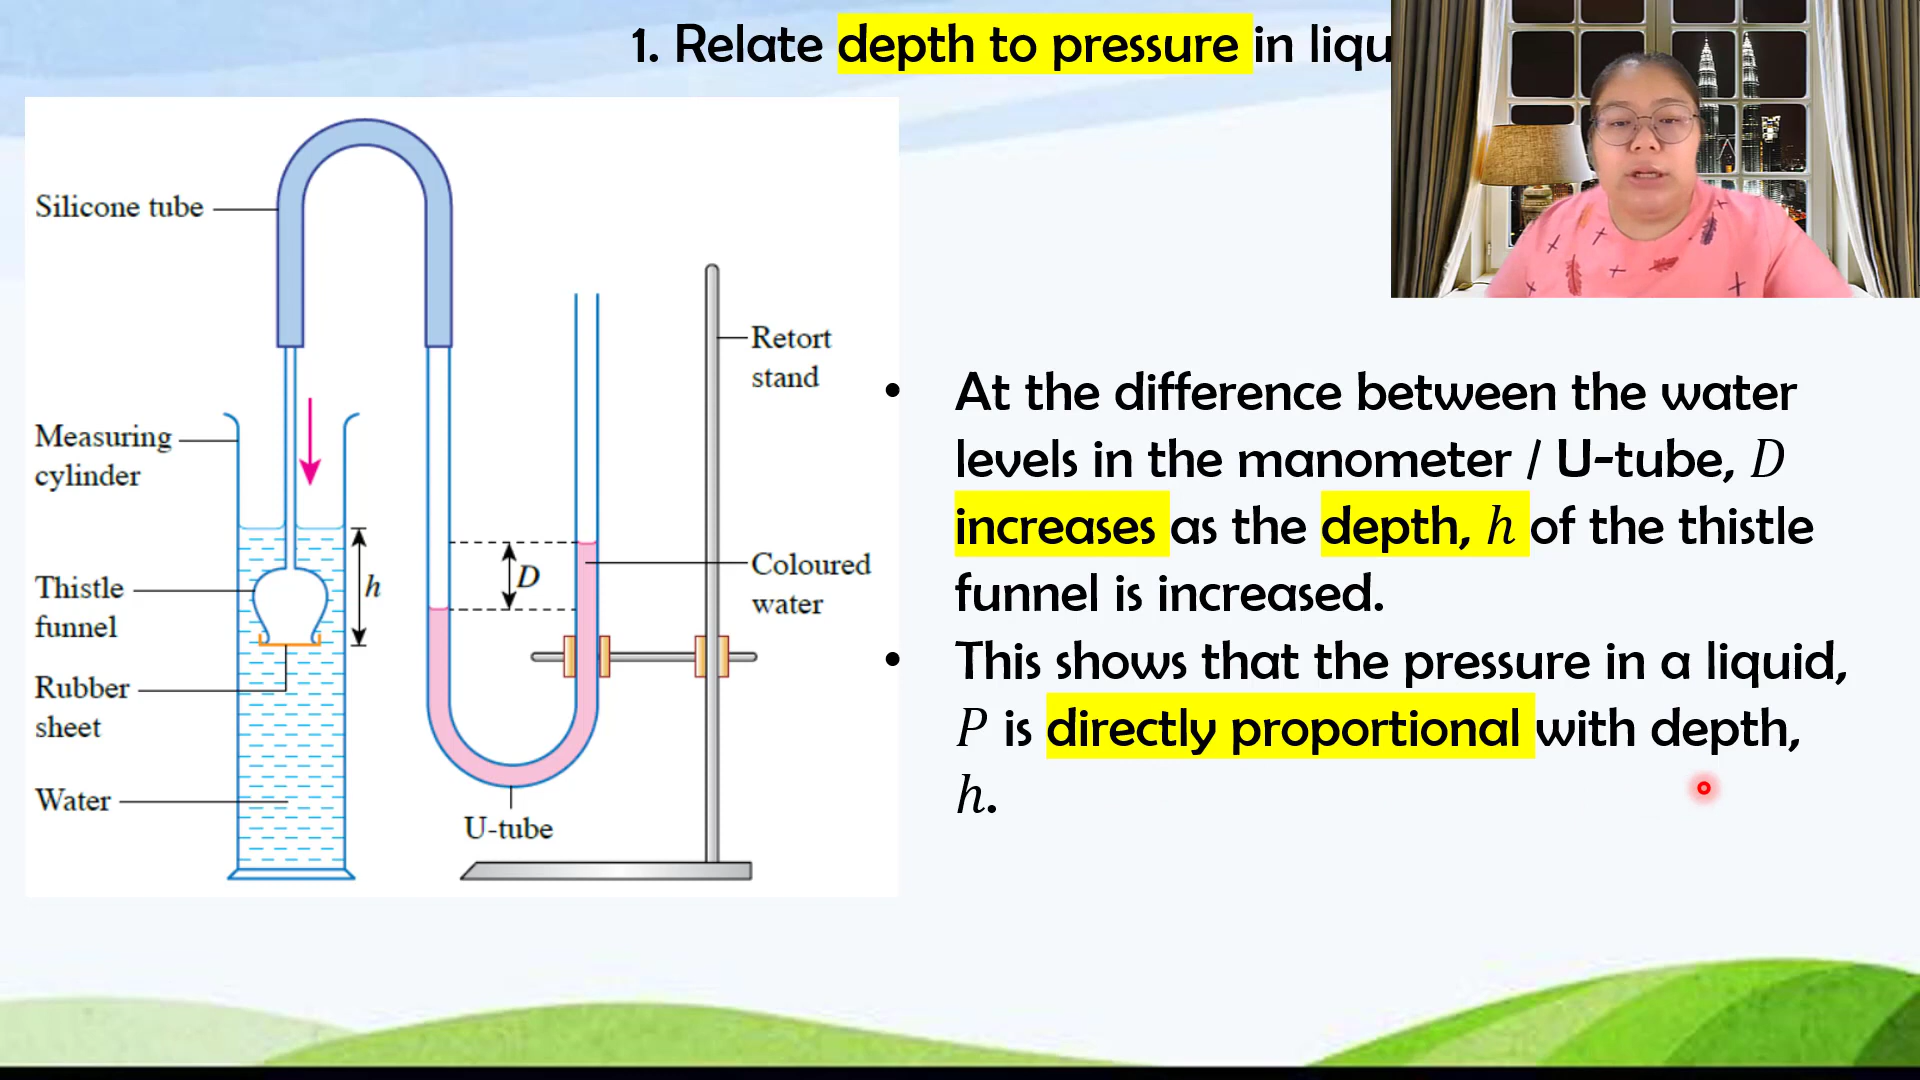 1. Relate depth to pressure in liqu
Silicone tube
Retort
stand
Measuring
cylinder
h
D
Coloured
water
Thistle
funnel
Rubber
sheet
Water
U-tube
• At the difference between the water
levels in the manometer / U-tube, D
increases as the depth, h of the thistle
funnel is increased.
• This shows that the pressure in a liquid,
P is directly proportional with depth,
h.